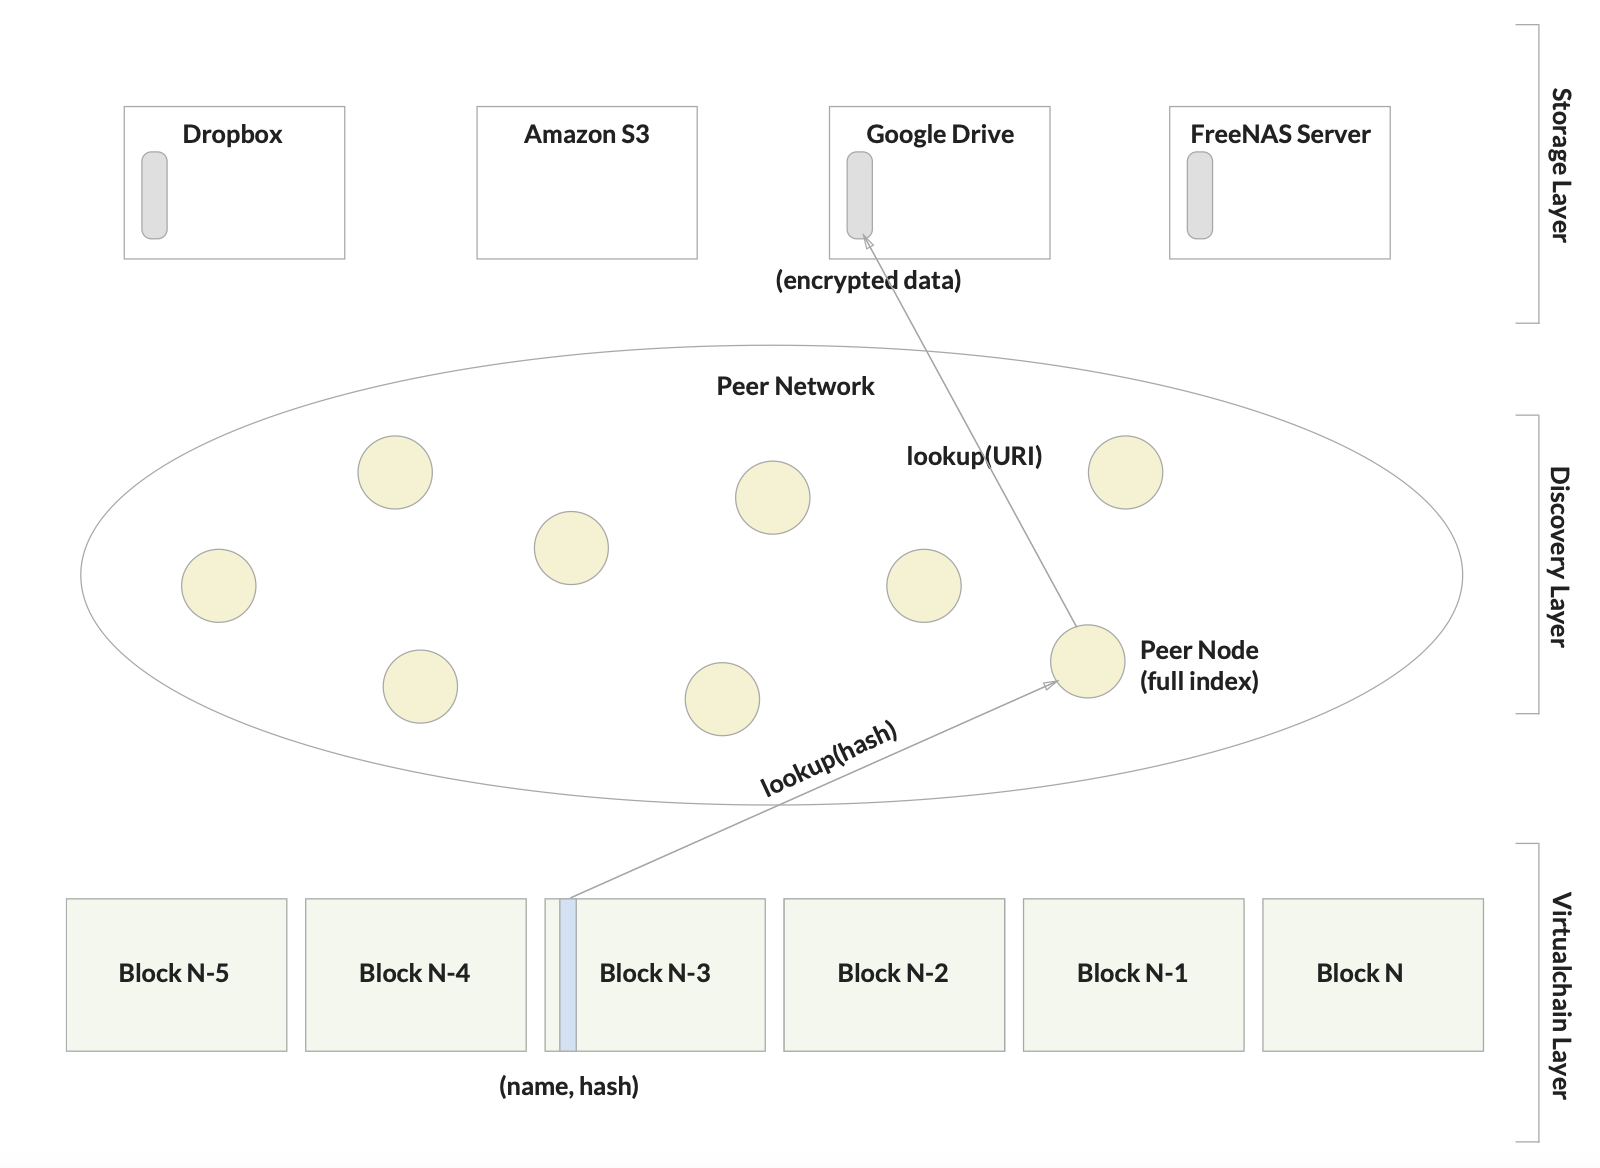 Storage Layer
Dropbox
Amazon S3
Google Drive
FreeNAS Server
(encrypted data)
Peer Network
lookup(URI)
Discovery Layer
Peer Node
(full index)
lookup(hash)
Virtualchain Layer
Block N-5
Block N-4
Block N-3
Block N-2
Block N-1
Block N
(name, hash)